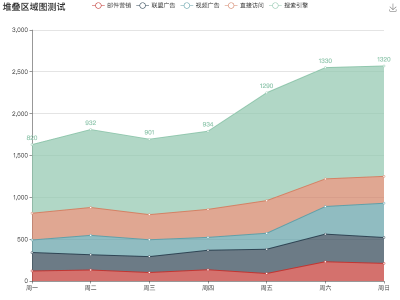 堆叠区域图测试
邮件营销 联盟广告 视频广告 直接访问 搜索引擎
3,000
2,500
2,000
1,500
1,000
500
0
820 932 901 934 1290 1330 1320
周一 周二 周三 周四 周五 周六 周日